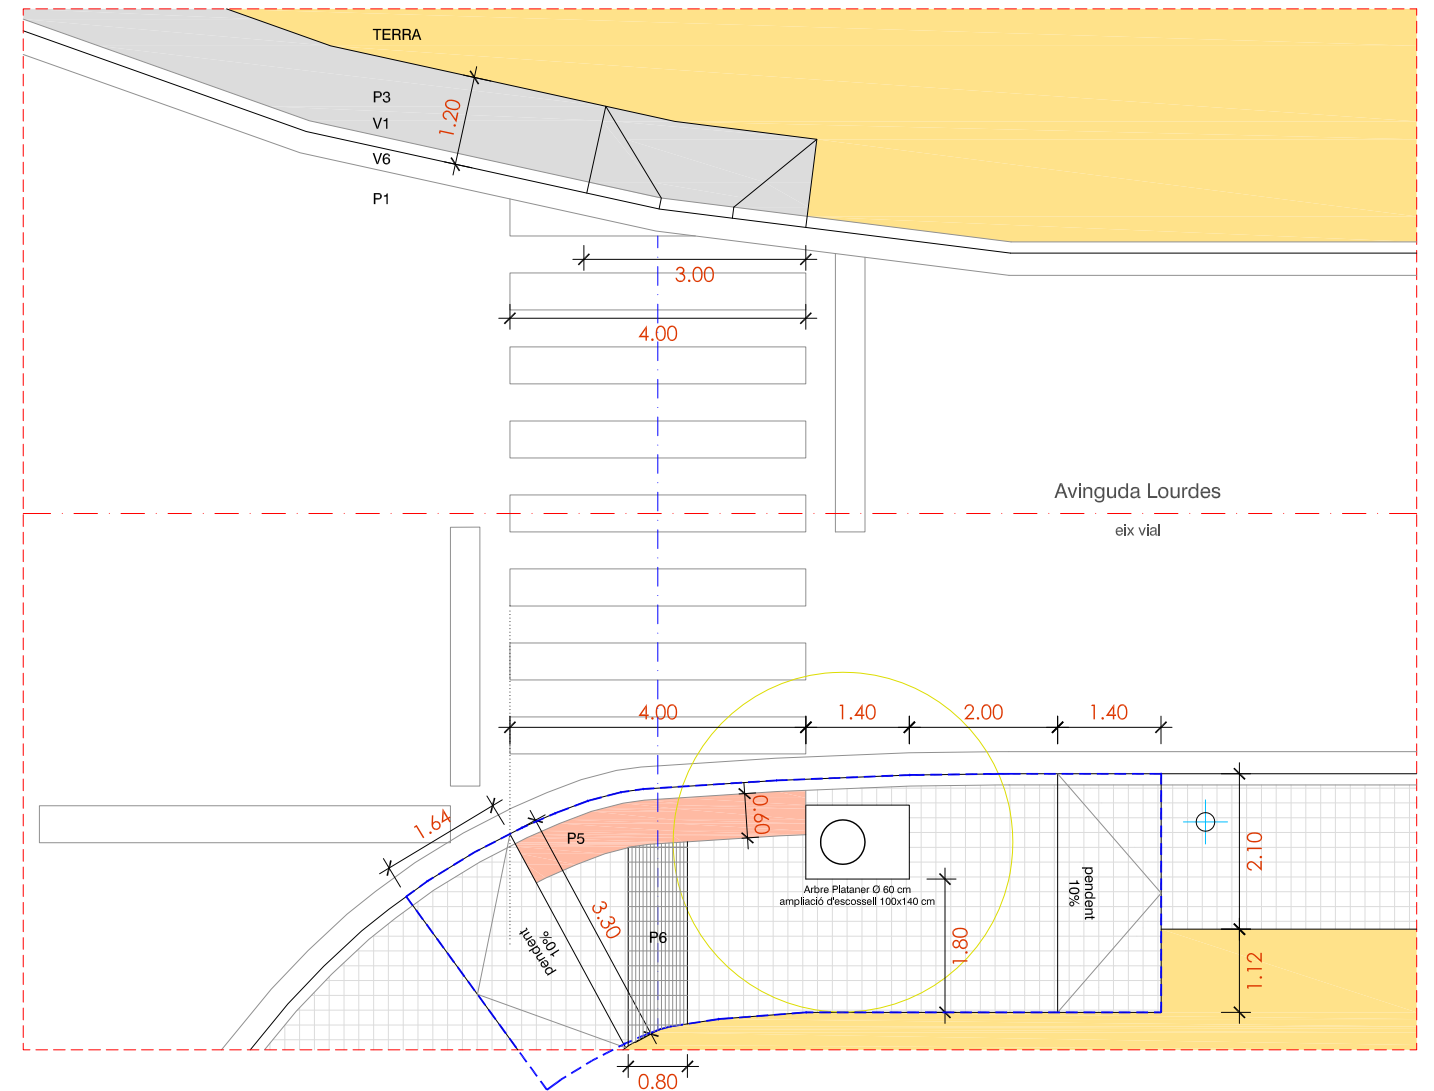 TERRA
P3
V1
V6
P1
1.20
3.00
4.00
Avinguda Lourdes
eix vial
4.00
1.40
2.00
1.40
1.64
P5
0.60
Arbre Plataner Ø 60 cm
ampliació d'escossell 100x140 cm
pendent
10%
2.10
3.30
pendent
10%
P6
1.80
1.12
0.80